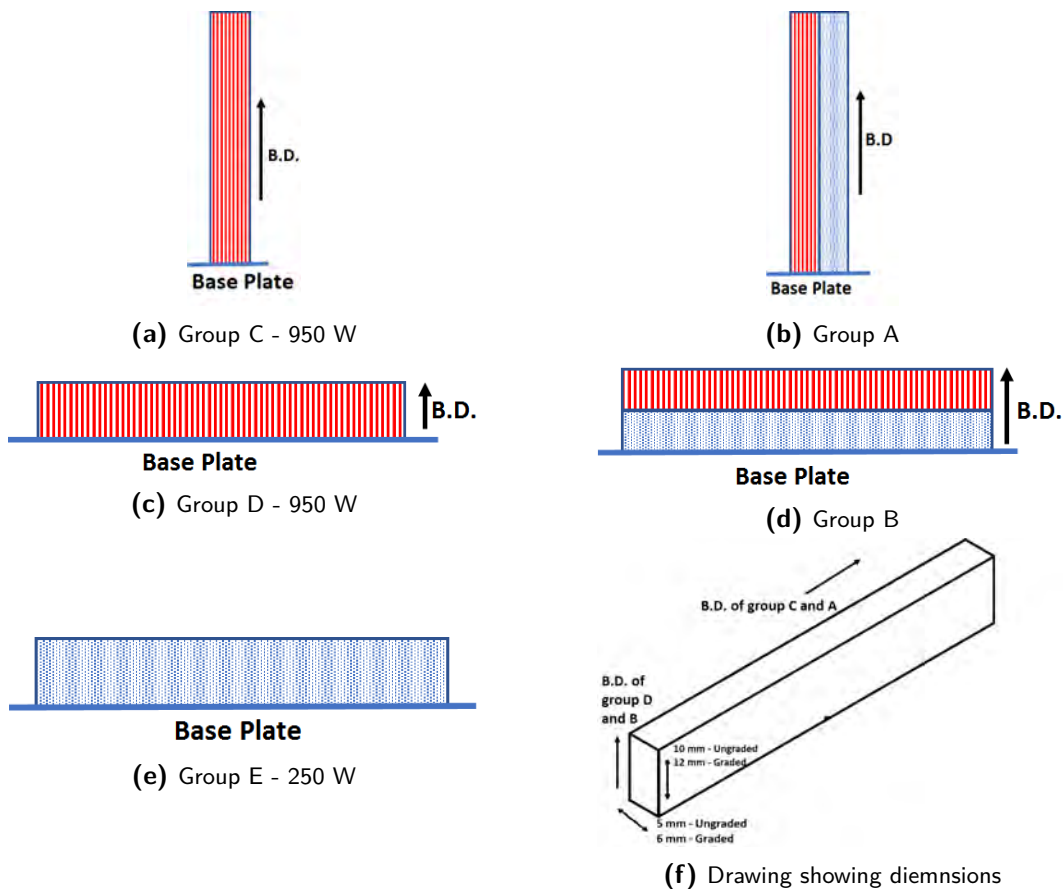 B.D.
Base Plate
(a) Group C - 950 W
B.D
Base Plate
(b) Group A
B.D.
Base Plate
(c) Group D - 950 W
B.D.
Base Plate
(d) Group B
Base Plate
(e) Group E - 250 W
B.D. of group C and A
B.D. of
group D
and B
10 mm - Ungraded
12 mm - Graded
5 mm - Ungraded
6 mm - Graded
(f) Drawing showing diemnsions